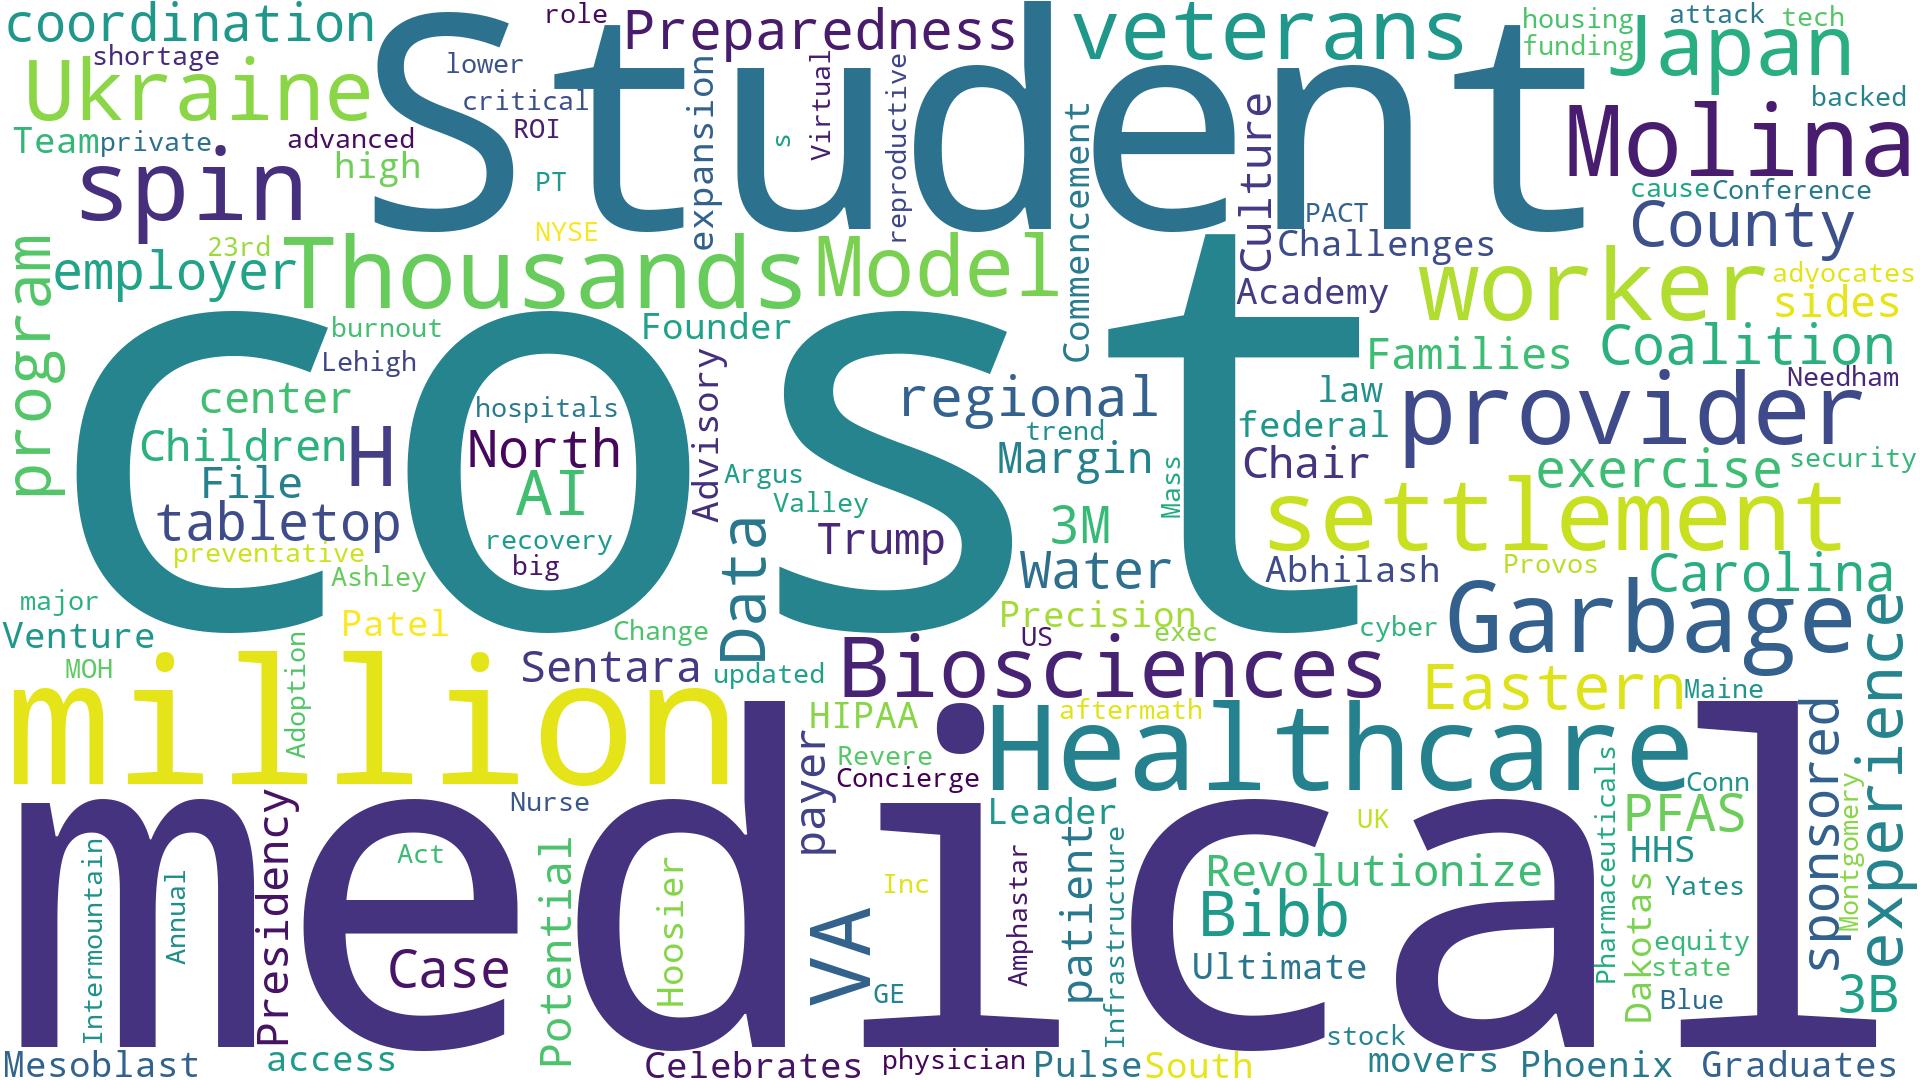 coordination
role
Preparedness
veterans
housing
attack
tech
funding
Japan
shortage
Ukraine
Student
lower
critical
ROI
expansion
s
Virtual
reproductive
Commencement
Culture
backed
Molina
Team
private
advanced
high
spin
PT
NYSE
PACT
Challenges
cause
Conference
County
program
23rd
employer
Thousands
Model
Academy
worker
advocates
sides
burnout
Founder
Families
Coalition
Lehigh
cost
center
hospitals
Advisory
regional
law
Needham
provider
Children
H
North
trend
federal
Margin
Chair
exercise
security
File
AI
Argus
Valley
Mass
settlement
tabletop
recovery
big
Data
Trump
3M
Water
preventative
Ashley
Abhilash
Provos
Carolina
major
Venture
Patel
Change
Precision
US
exec
cyber
Garbage
MOH
Adoption
Sentara
updated
Biosciences
Eastern
Maine
experience
million
HIPAA
aftermath
Healthcare
sponsored
Revere
Concierge
payer
Conn
Nurse
medical
Leader
UK
Pharmaceuticals
PFAS
Montgomery
Intermountain
Annual
Presidency
Act
Case
Potential
Hoosier
VA
Inc
GE
Amphastar
patient
Infrastructure
Revolutionize
Bibb
Ultimate
HHS
Yates
Dakotas
equity
state
Blue
3B
stock
Mesoblast
access
Celebrates
physician
Pulse
South
movers
Phoenix
Graduates